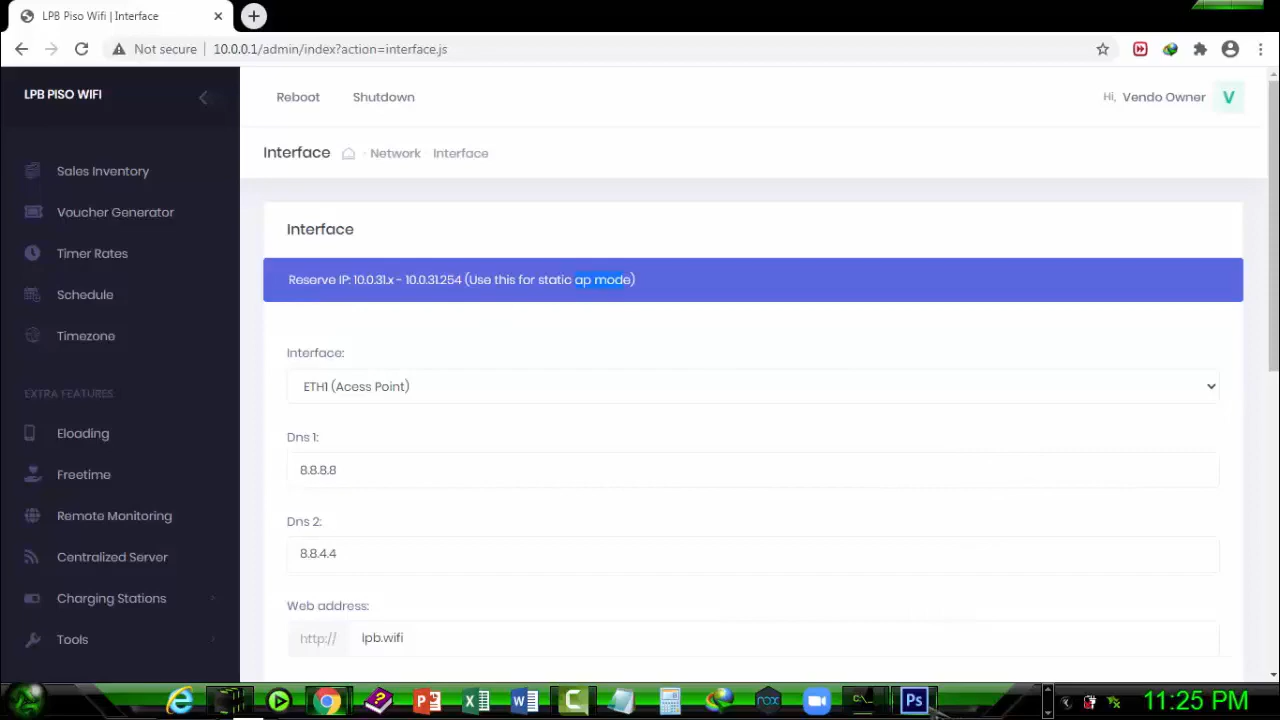 LPB Piso Wifi | Interface
Not secure
10.0.0.1/admin/index?action=interface.js
LPB PISO WIFI
Reboot
Shutdown
Hi, Vendo Owner
V
Interface
Network
Interface
Sales Inventory
Voucher Generator
Timer Rates
Schedule
Timezone
EXTRA FEATURES
Eloading
Freetime
Remote Monitoring
Centralized Server
Charging Stations
Tools
Interface
Reserve IP: 10.0.31.x - 10.0.31.254 (Use this for static ap mode)
Interface:
ETH1 (Acess Point)
Dns 1:
8.8.8.8
Dns 2:
8.8.4.4
Web address:
http://
lpb.wifi
Ps
11:25 PM